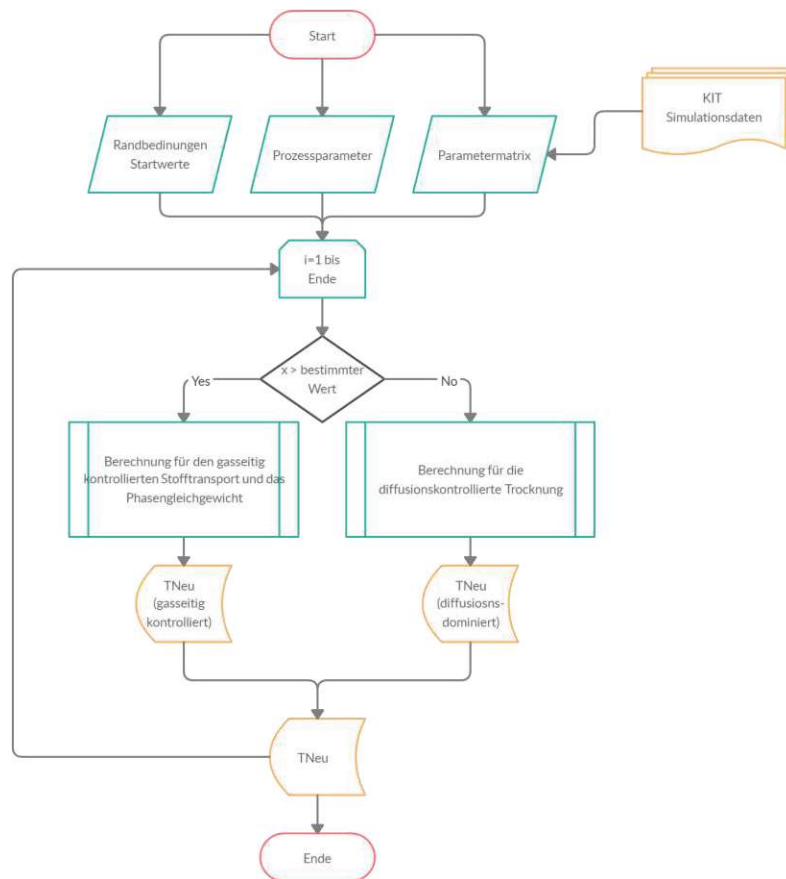 Start
KIT
Simulationsdaten
Randbedingungen
Startwerte
Prozessparameter
Parametermatrix
i=1 bis
Ende
x > bestimmter
Wert
Yes
No
Berechnung für den gasseitig
kontrollierten Stofftransport und das
Phasengleichgewicht
Berechnung für die
diffusionskontrollierte Trocknung
TNeu
(gasseitig
kontrolliert)
TNeu
(diffusiosns-
dominiert)
TNeu
Ende